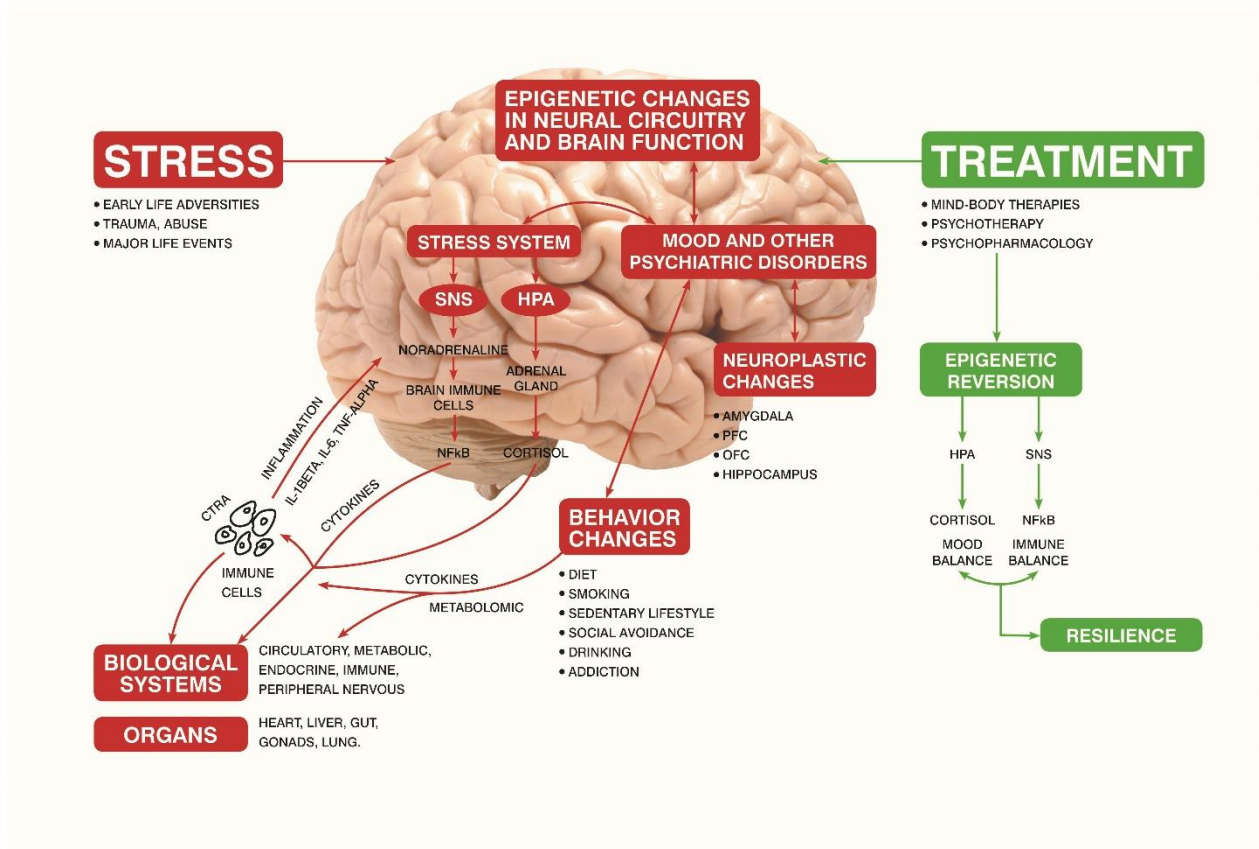 EPIGENETIC CHANGES
IN NEURAL CIRCUITRY
AND BRAIN FUNCTION
STRESS
• EARLY LIFE ADVERSITIES
• TRAUMA, ABUSE
• MAJOR LIFE EVENTS
TREATMENT
• MIND-BODY THERAPIES
• PSYCHOTHERAPY
• PSYCHOPHARMACOLOGY
STRESS SYSTEM
MOOD AND OTHER
PSYCHIATRIC DISORDERS
SNS
HPA
NORADRENALINE
ADRENAL
GLAND
BRAIN IMMUNE
CELLS
NFkB
CORTISOL
NEUROPLASTIC
CHANGES
• AMYGDALA
• PFC
• OFC
• HIPPOCAMPUS
EPIGENETIC
REVERSION
HPA
SNS
CORTISOL
NFkB
MOOD
BALANCE
IMMUNE
BALANCE
RESILIENCE
INFLAMMATION
IL-1BETA, IL-6, TNF-ALPHA
CTRA
CYTOKINES
IMMUNE
CELLS
BEHAVIOR
CHANGES
• DIET
• SMOKING
• SEDENTARY LIFESTYLE
• SOCIAL AVOIDANCE
• DRINKING
• ADDICTION
CYTOKINES
METABOLOMIC
BIOLOGICAL
SYSTEMS
CIRCULATORY, METABOLIC,
ENDOCRINE, IMMUNE,
PERIPHERAL NERVOUS
ORGANS
HEART, LIVER, GUT,
GONADS, LUNG.